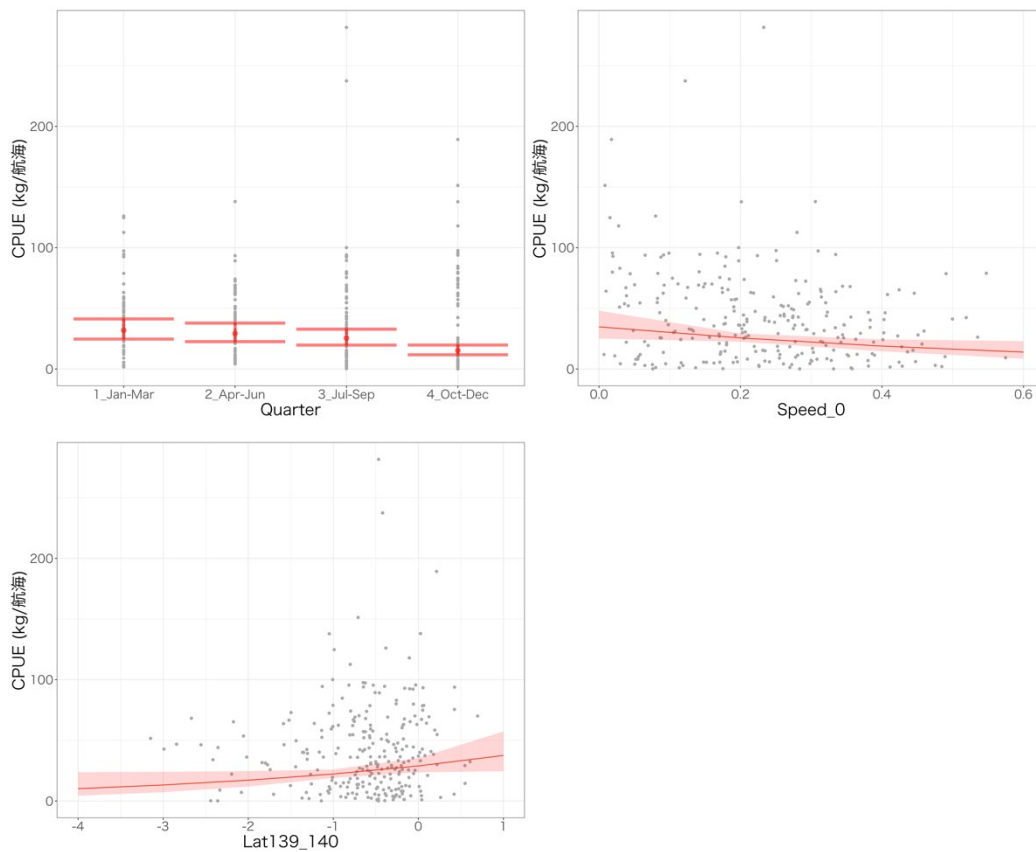 CPUE (kg/航海)
200
100
0
1_Jan-Mar
2_Apr-Jun
3_Jul-Sep
4_Oct-Dec
Quarter
CPUE (kg/航海)
200
100
0
0.0
0.2
0.4
0.6
Speed_0
CPUE (kg/航海)
200
100
0
-4
-3
-2
-1
0
1
Lat139_140